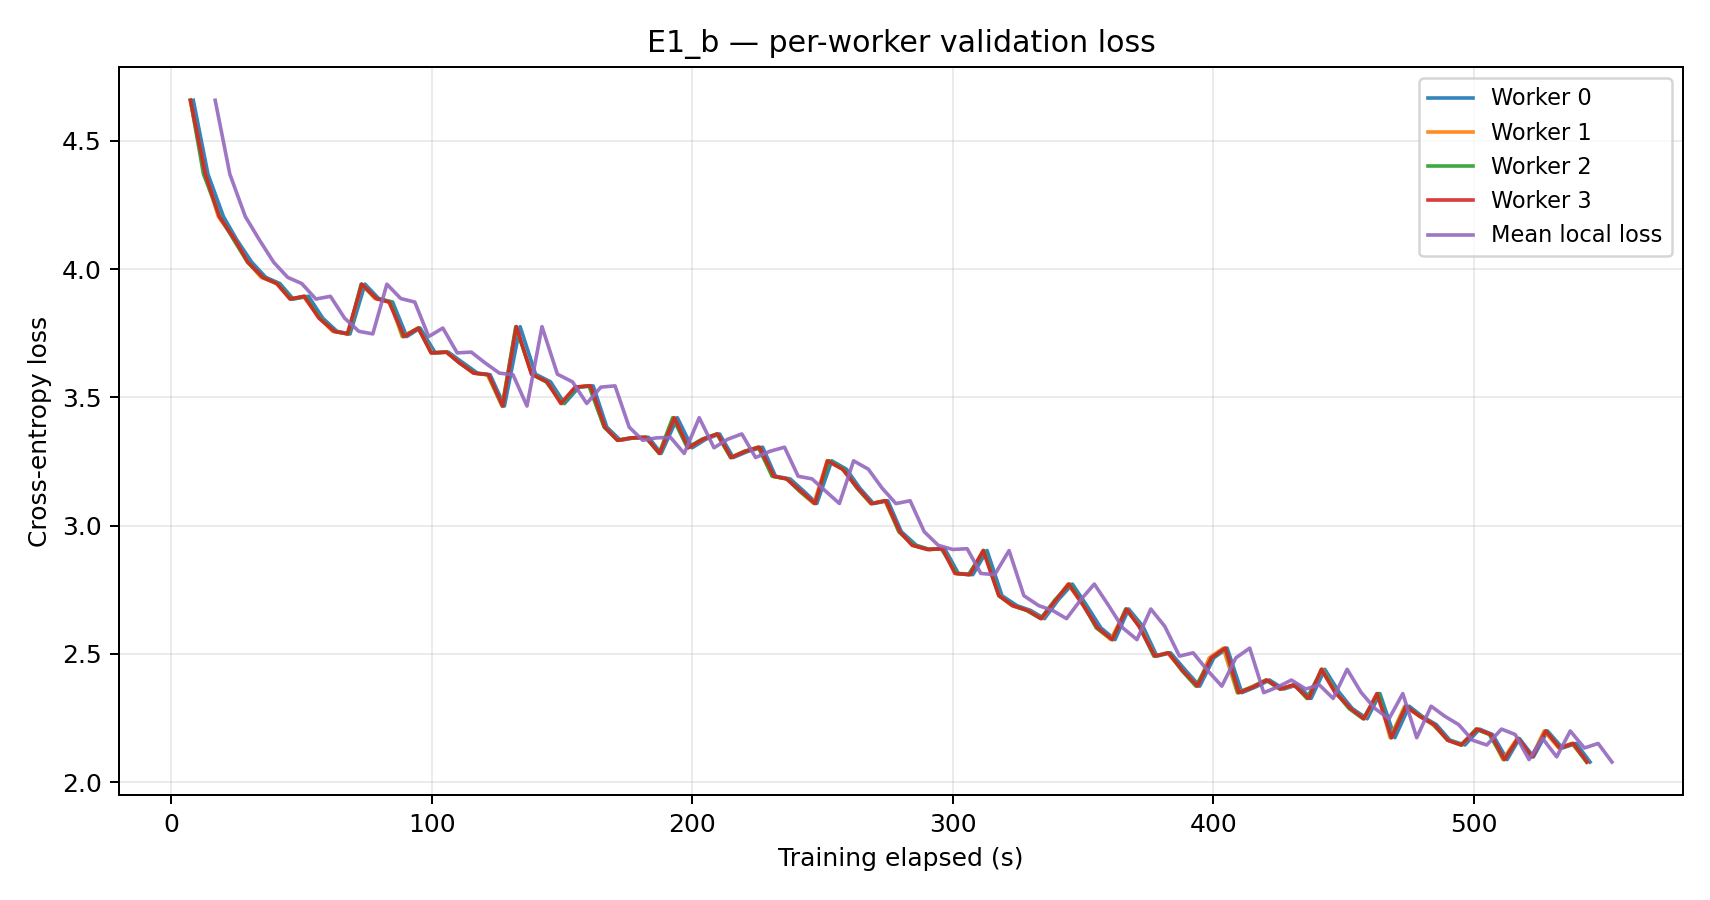 E1_b — per-worker validation loss
Cross-entropy loss
4.5
4.0
3.5
3.0
2.5
2.0
Worker 0
Worker 1
Worker 2
Worker 3
Mean local loss
0 100 200 300 400 500
Training elapsed (s)